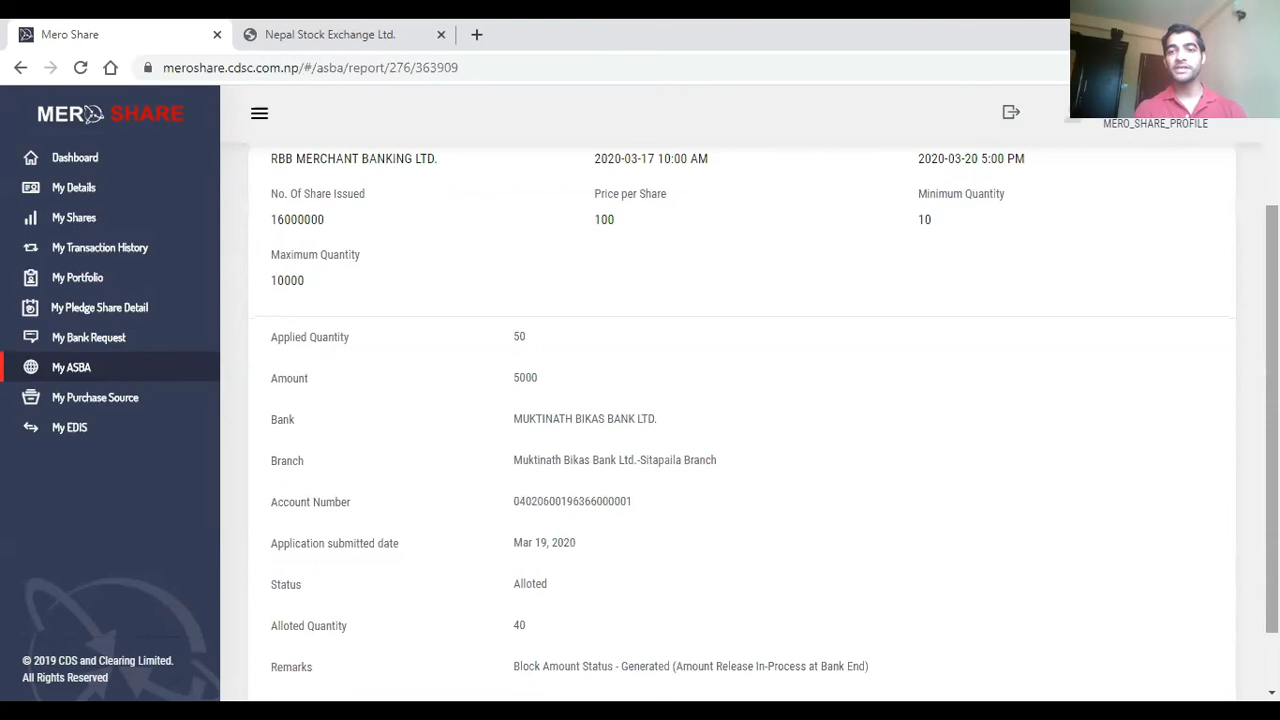 Mero Share
Nepal Stock Exchange Ltd.
meroshare.cdsc.com.np/#/asba/report/276/363909
MERO SHARE
MERO_SHARE_PROFILE
Dashboard
My Details
My Shares
My Transaction History
My Portfolio
My Pledge Share Detail
My Bank Request
My ASBA
My Purchase Source
My EDIS
© 2019 CDS and Clearing Limited.
All Rights Reserved
RBB MERCHANT BANKING LTD. 2020-03-17 10:00 AM 2020-03-20 5:00 PM
No. Of Share Issued Price per Share Minimum Quantity
16000000 100 10
Maximum Quantity
10000
Applied Quantity 50
Amount 5000
Bank MUKTINATH BIKAS BANK LTD.
Branch Muktinath Bikas Bank Ltd.-Sitapaila Branch
Account Number 04020600196366000001
Application submitted date Mar 19, 2020
Status Alloted
Alloted Quantity 40
Remarks Block Amount Status - Generated (Amount Release In-Process at Bank End)